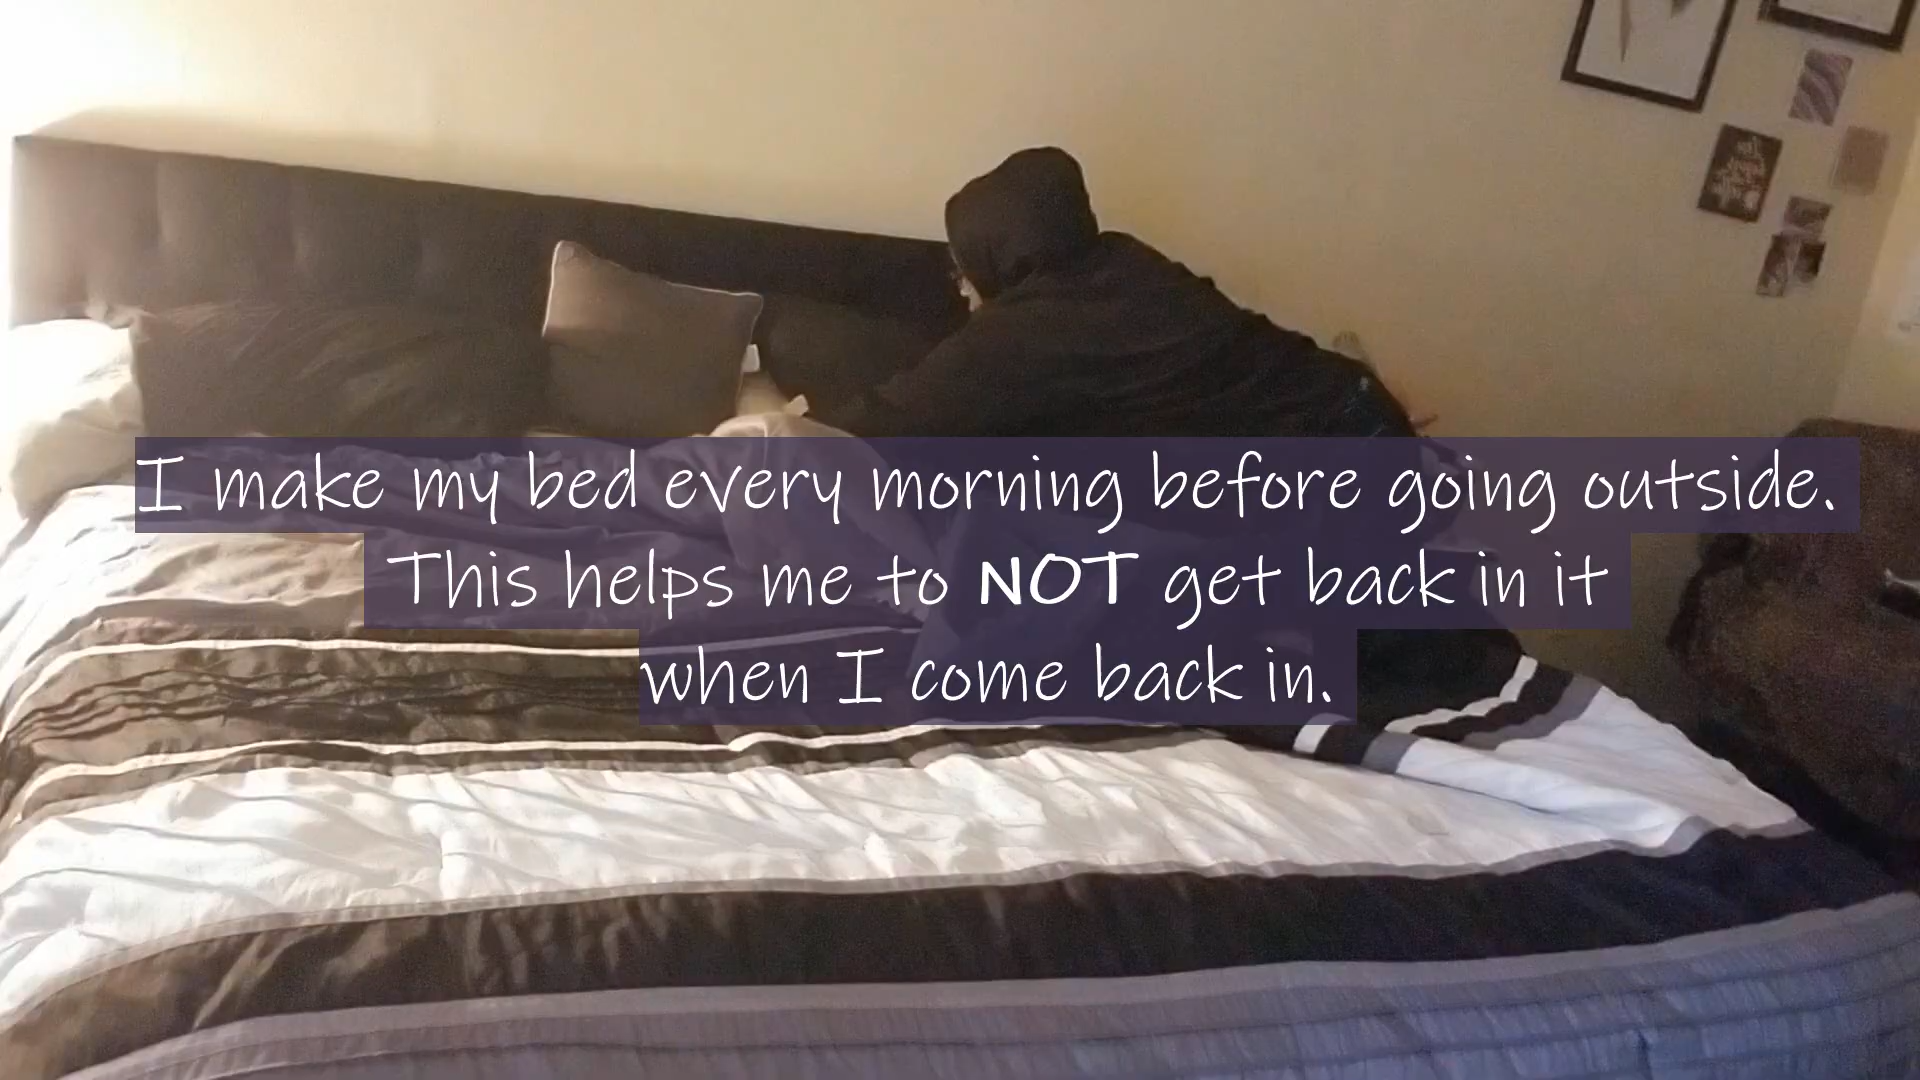 I make my bed every morning before going outside.
This helps me to NOT get back in it
when I come back in.